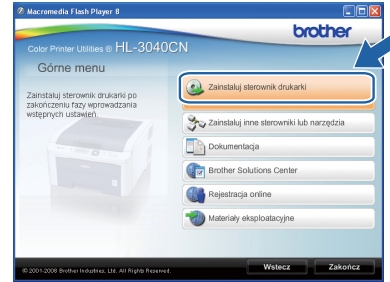 Macromedia Flash Player 8
brother
Color Printer Utilities ® HL-3040CN
Górne menu
Zainstaluj sterownik drukarki po
zakończeniu fazy wprowadzania
wstępnych ustawień.
Zainstaluj sterownik drukarki
Zainstaluj inne sterowniki lub narzędzia
Dokumentacja
Brother Solutions Center
Rejestracja online
Materiały eksploatacyjne
© 2001-2008 Brother Industries, Ltd. All Rights Reserved.
Wstecz
Zakończ